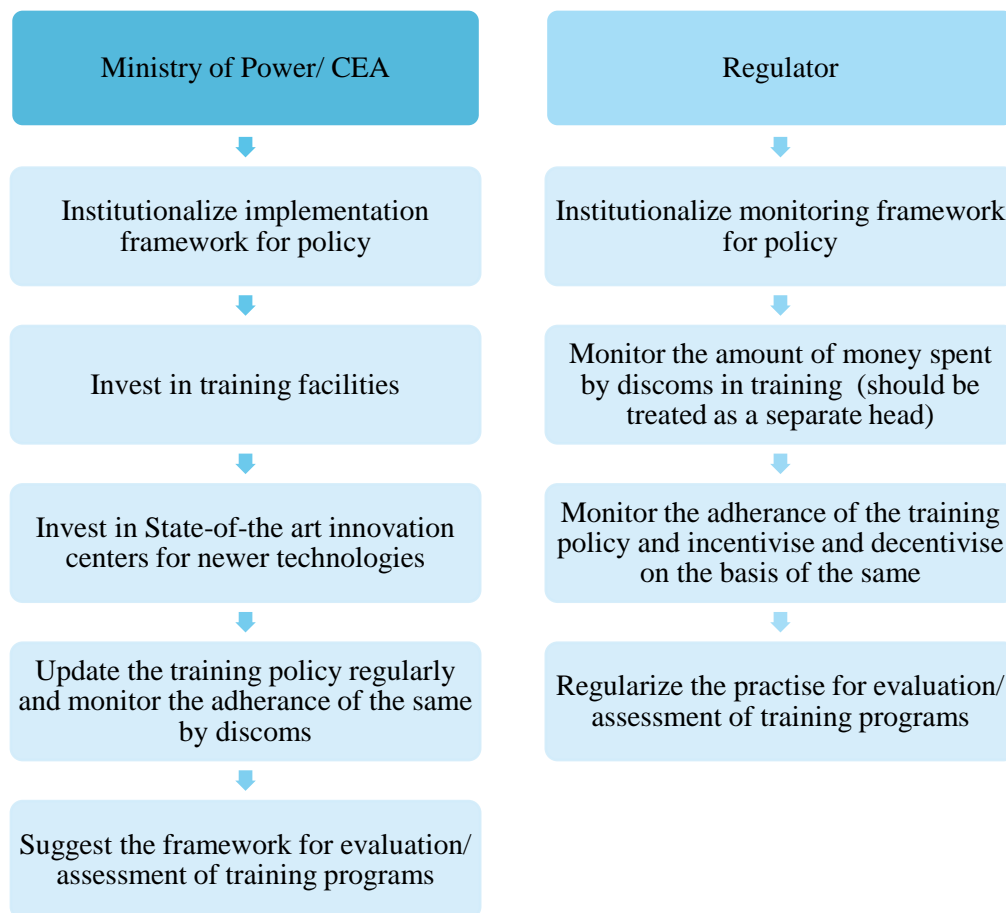 Ministry of Power/ CEA
Institutionalize implementation
framework for policy
Invest in training facilities
Invest in State-of-the art innovation
centers for newer technologies
Update the training policy regularly
and monitor the adherance of the same
by discoms
Suggest the framework for evaluation/
assessment of training programs
Regulator
Institutionalize monitoring framework
for policy
Monitor the amount of money spent
by discoms in training  (should be
treated as a separate head)
Monitor the adherance of the training
policy and incentivise and decentivise
on the basis of the same
Regularize the practise for evaluation/
assessment of training programs